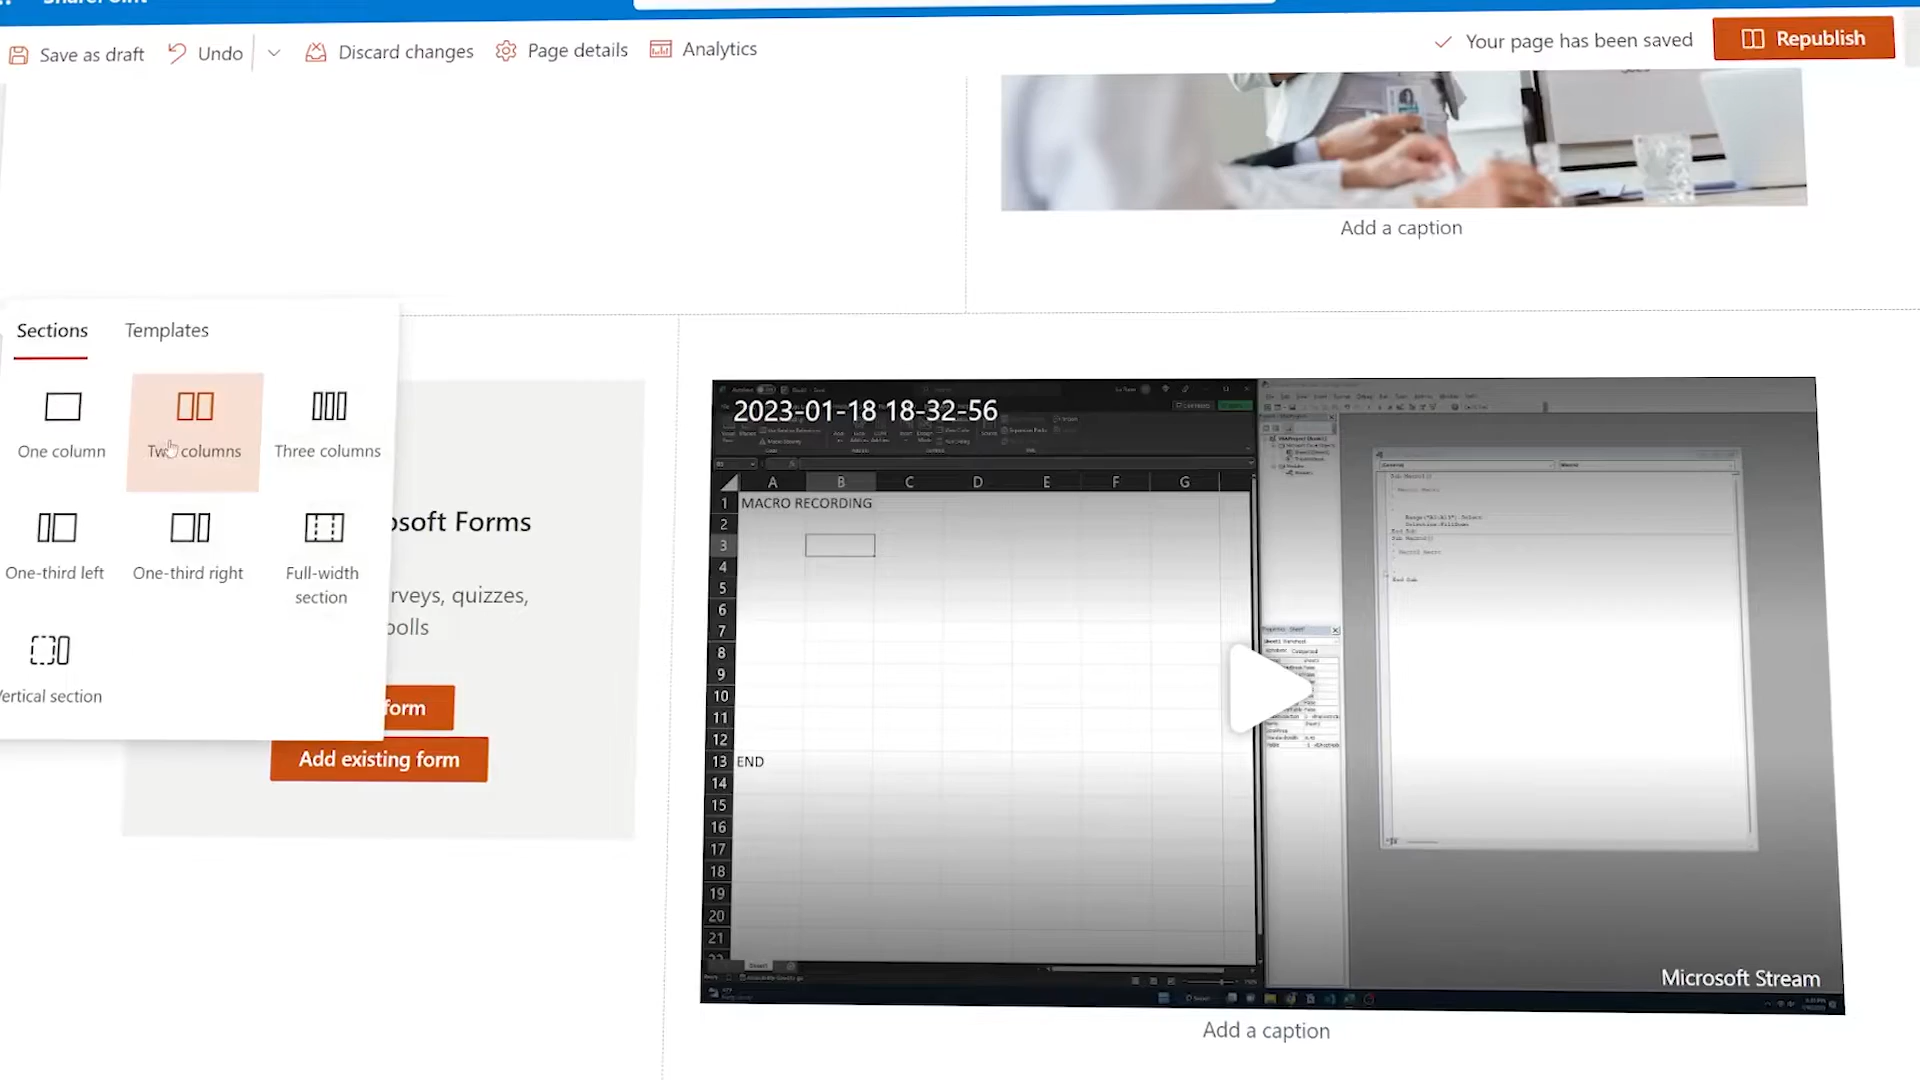 SharePoint
Save as draft
Undo
Discard changes
Page details
Analytics
Your page has been saved
Republish
Add a caption
Sections
Templates
One column
Two columns
Three columns
One-third left
One-third right
Full-width
section
Vertical section
osoft Forms
rveys, quizzes,
polls
form
Add existing form
2023-01-18 18-32-56
A B C D E F G
1 MACRO RECORDING
2
3
4
5
6
7
8
9
10
11
12
13 END
14
15
16
17
18
19
20
21
Microsoft Stream
Add a caption